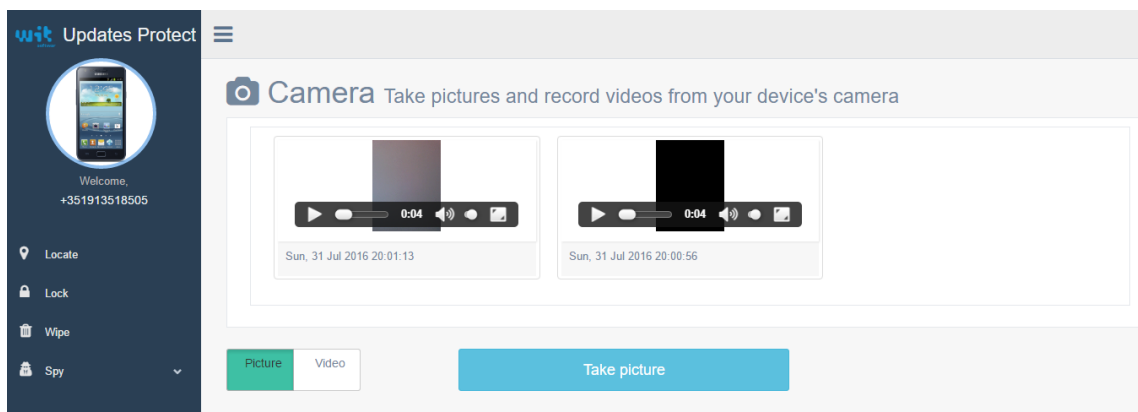 wit Updates Protect
Welcome,
+351913518505
Locate
Lock
Wipe
Spy
Camera Take pictures and record videos from your device's camera
0:04
Sun, 31 Jul 2016 20:01:13
0:04
Sun, 31 Jul 2016 20:00:56
Picture Video
Take picture